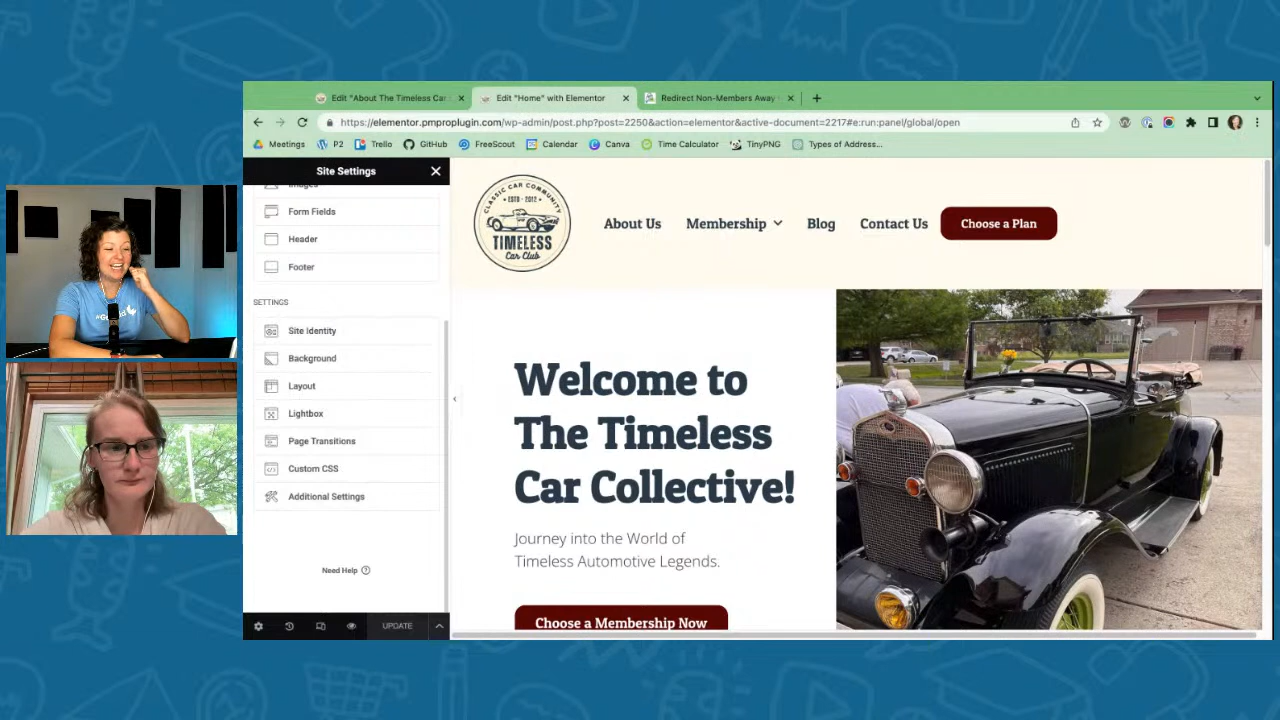 Edit "About The Timeless Car
Edit "Home" with Elementor
Redirect Non-Members Away
https://elementor.pmproplugin.com/wp-admin/post.php?post=2250&action=elementor&active-document=2217#e:run:panel/global/open
Meetings
P2
Trello
GitHub
FreeScout
Calendar
Canva
Time Calculator
TinyPNG
Types of Address...
Site Settings
Images
Form Fields
Header
Footer
SETTINGS
Site Identity
Background
Layout
Lightbox
Page Transitions
Custom CSS
Additional Settings
Need Help
UPDATE
CLASSIC CAR COMMUNITY
ESTD · 2012
TIMELESS
Car Club
About Us
Membership
Blog
Contact Us
Choose a Plan
Welcome to
The Timeless
Car Collective!
Journey into the World of
Timeless Automotive Legends.
Choose a Membership Now